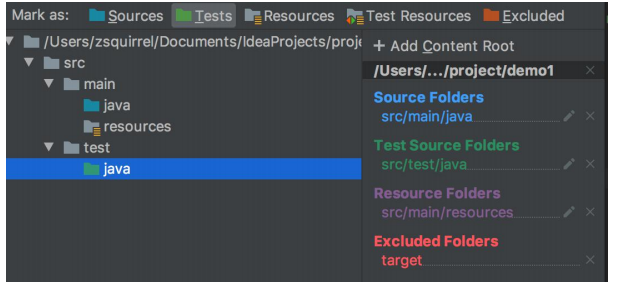 Mark as: Sources Tests Resources Test Resources Excluded
/Users/zsquirrel/Documents/IdeaProjects/proje
src
main
java
resources
test
java
+ Add Content Root
/Users/.../project/demo1
Source Folders
src/main/java
Test Source Folders
src/test/java
Resource Folders
src/main/resources
Excluded Folders
target